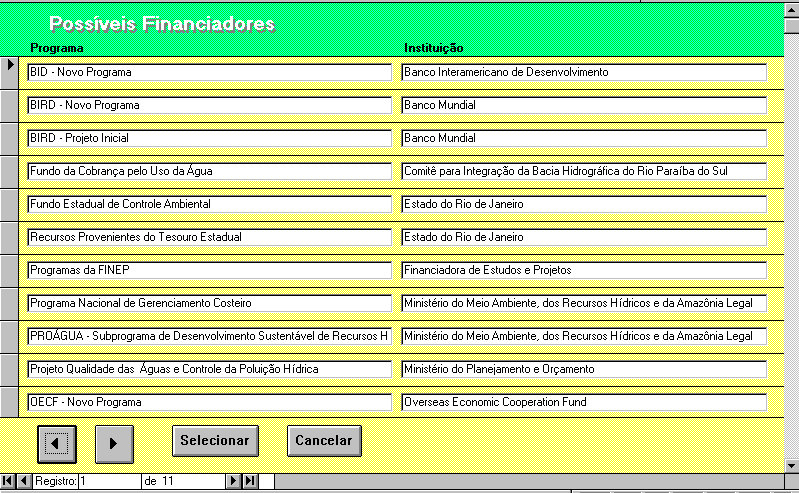 Possíveis Financiadores
Programa Instituição
BID - Novo Programa Banco Interamericano de Desenvolvimento
BIRD - Novo Programa Banco Mundial
BIRD - Projeto Inicial Banco Mundial
Fundo da Cobrança pelo Uso da Água Comitê para Integração da Bacia Hidrográfica do Rio Paraíba do Sul
Fundo Estadual de Controle Ambiental Estado do Rio de Janeiro
Recursos Provenientes do Tesouro Estadual Estado do Rio de Janeiro
Programas da FINEP Financiadora de Estudos e Projetos
Programa Nacional de Gerenciamento Costeiro Ministério do Meio Ambiente, dos Recursos Hídricos e da Amazônia Legal
PROÁGUA - Subprograma de Desenvolvimento Sustentável de Recursos H Ministério do Meio Ambiente, dos Recursos Hídricos e da Amazônia Legal
Projeto Qualidade das Águas e Controle da Poluição Hídrica Ministério do Planejamento e Orçamento
OECF - Novo Programa Overseas Economic Cooperation Fund
Selecionar Cancelar
Registro: 1 de 11